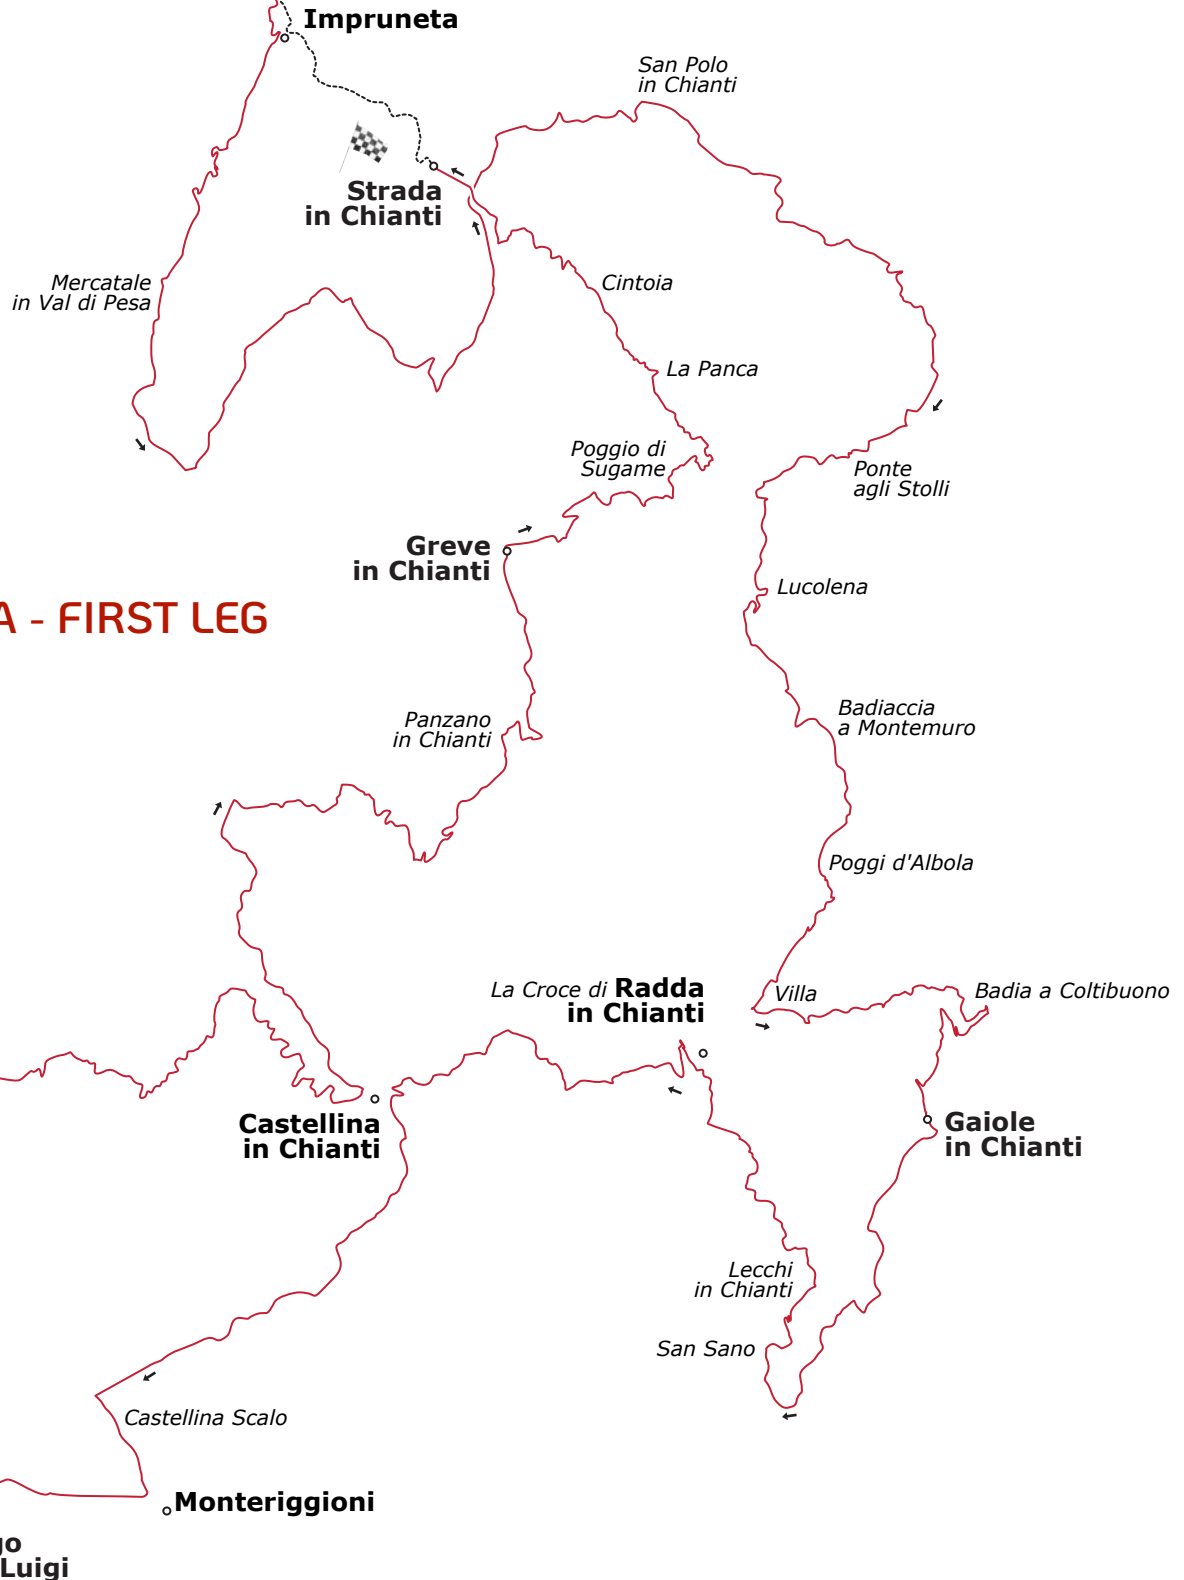 Impruneta
San Polo
in Chianti
Strada
in Chianti
Mercatale
in Val di Pesa
Cintoia
La Panca
Poggio di
Sugame
Ponte
agli Stolli
Greve
in Chianti
Lucolena
A - FIRST LEG
Badiaccia
a Montemuro
Panzano
in Chianti
Poggi d'Albola
La Croce di Radda
in Chianti
Villa
Badia a Coltibuono
Castellina
in Chianti
Gaiole
in Chianti
Lecchi
in Chianti
San Sano
Castellina Scalo
Monteriggioni
go
Luigi